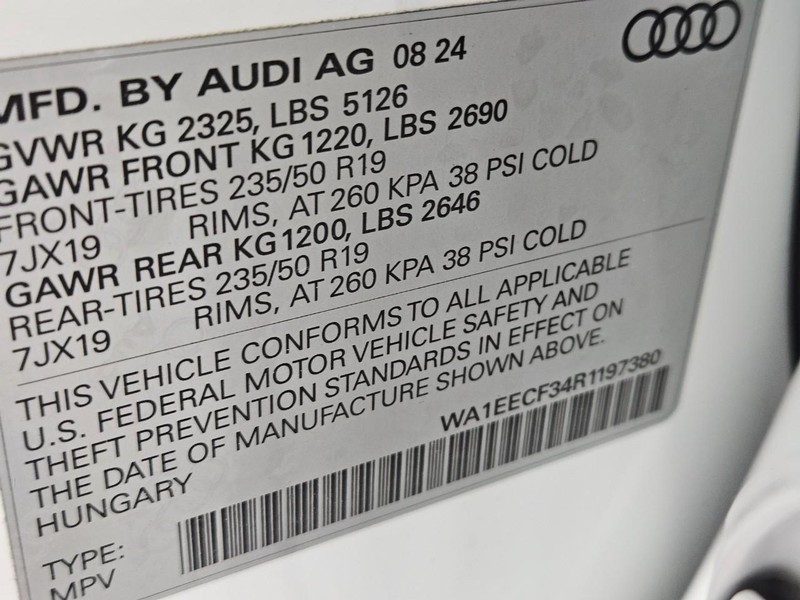 MFD. BY AUDI AG 08 24
GVWR KG 2325, LBS 5126
GAWR FRONT KG 1220, LBS 2690
FRONT-TIRES 235/50 R19
7JX19 RIMS, AT 260 KPA 38 PSI COLD
GAWR REAR KG 1200, LBS 2646
REAR-TIRES 235/50 R19
7JX19 RIMS, AT 260 KPA 38 PSI COLD
THIS VEHICLE CONFORMS TO ALL APPLICABLE
U.S. FEDERAL MOTOR VEHICLE SAFETY AND
THEFT PREVENTION STANDARDS IN EFFECT ON
THE DATE OF MANUFACTURE SHOWN ABOVE.
HUNGARY WA1EECF34R1197380
TYPE:
MPV